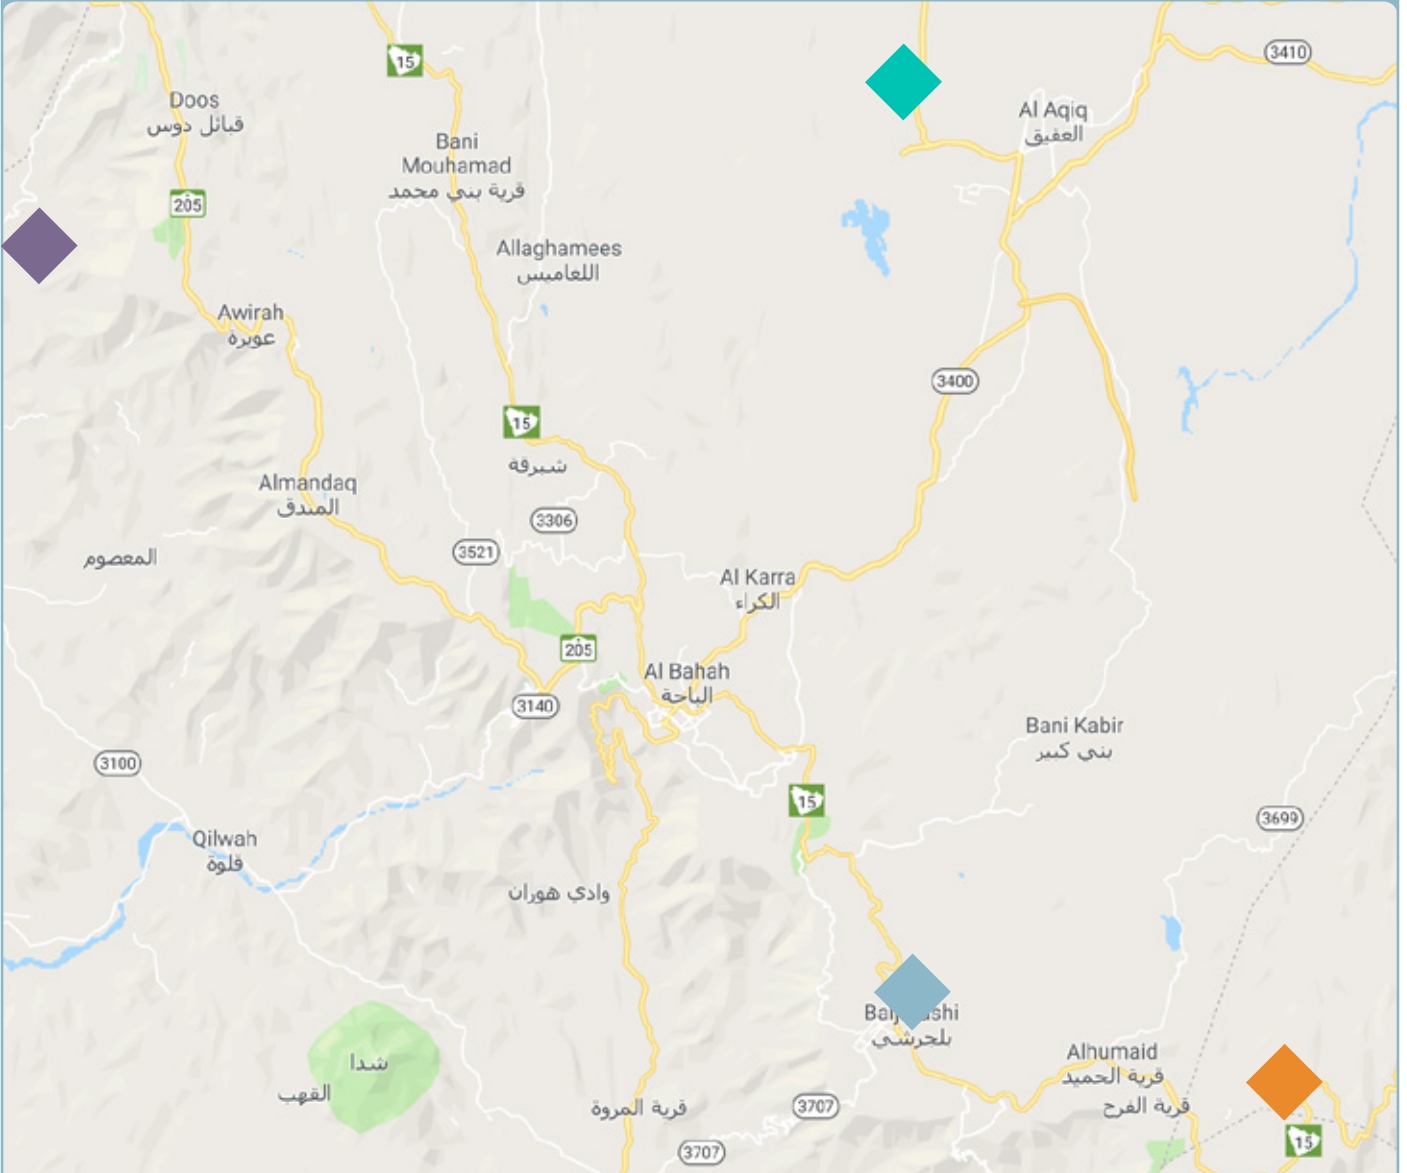 15
3410
Doos
قبائل دوس
Al Aqiq
العقيق
Bani
Mouhamad
قرية بني محمد
205
Allaghamees
اللغاميس
Awirah
عويرة
3400
15
شبرقة
Almandaq
المندق
3306
3521
المعصوم
Al Karra
الكراء
205
Al Bahah
الباحة
3140
Bani Kabir
بني كبير
3100
15
3699
Qilwah
قلوة
وادي هوران
بلجرشي
Alhumaid
قرية الحميد
شدا
القهب
قرية المروة
3707
قرية الفرح
15
3707